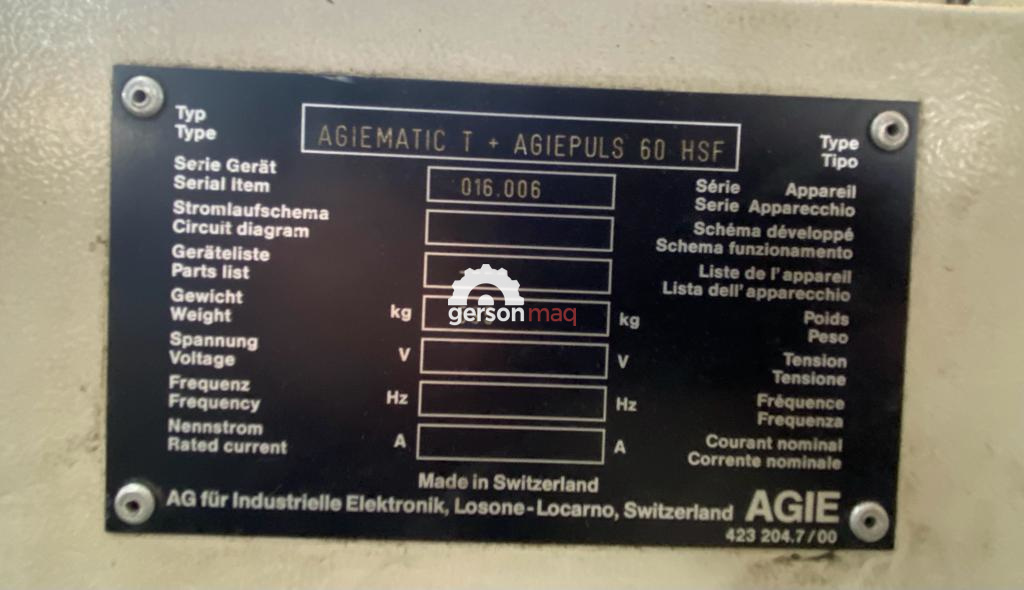 Typ
Type
AGIEMATIC T + AGIEPULS 60 HSF
Type
Tipo
Serie Gerät
Serial Item
016.006
Série Appareil
Serie Apparecchio
Stromlaufschema
Circuit diagram
Schéma développé
Schema funzionamento
Geräteliste
Parts list
Liste de l'appareil
Lista dell'apparecchio
Gewicht
Weight
kg
gersonmaq
kg
Poids
Peso
Spannung
Voltage
V
V
Tension
Tensione
Frequenz
Frequency
Hz
Hz
Fréquence
Frequenza
Nennstrom
Rated current
A
A
Courant nominal
Corrente nominale
Made in Switzerland
AG für Industrielle Elektronik, Losone-Locarno, Switzerland AGIE
423 204.7/00